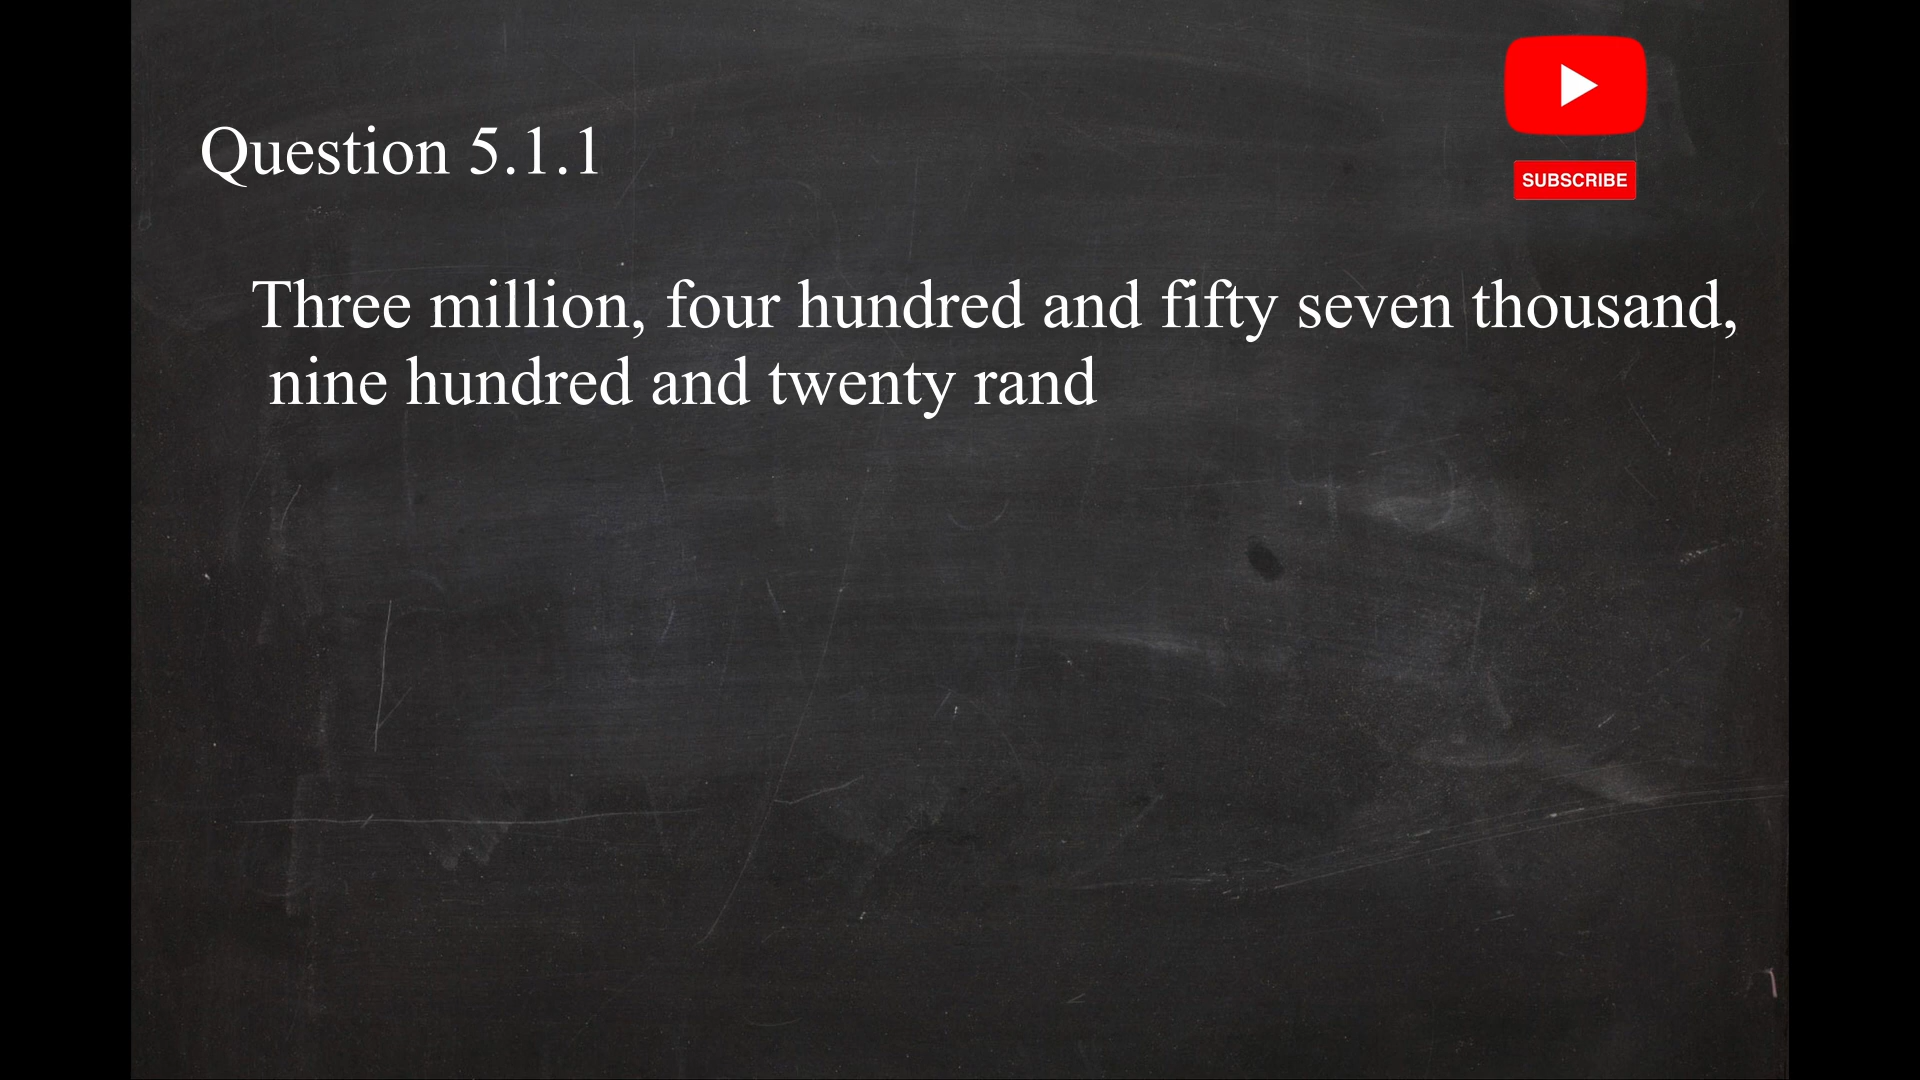 SUBSCRIBE
Question 5.1.1
Three million, four hundred and fifty seven thousand,
nine hundred and twenty rand